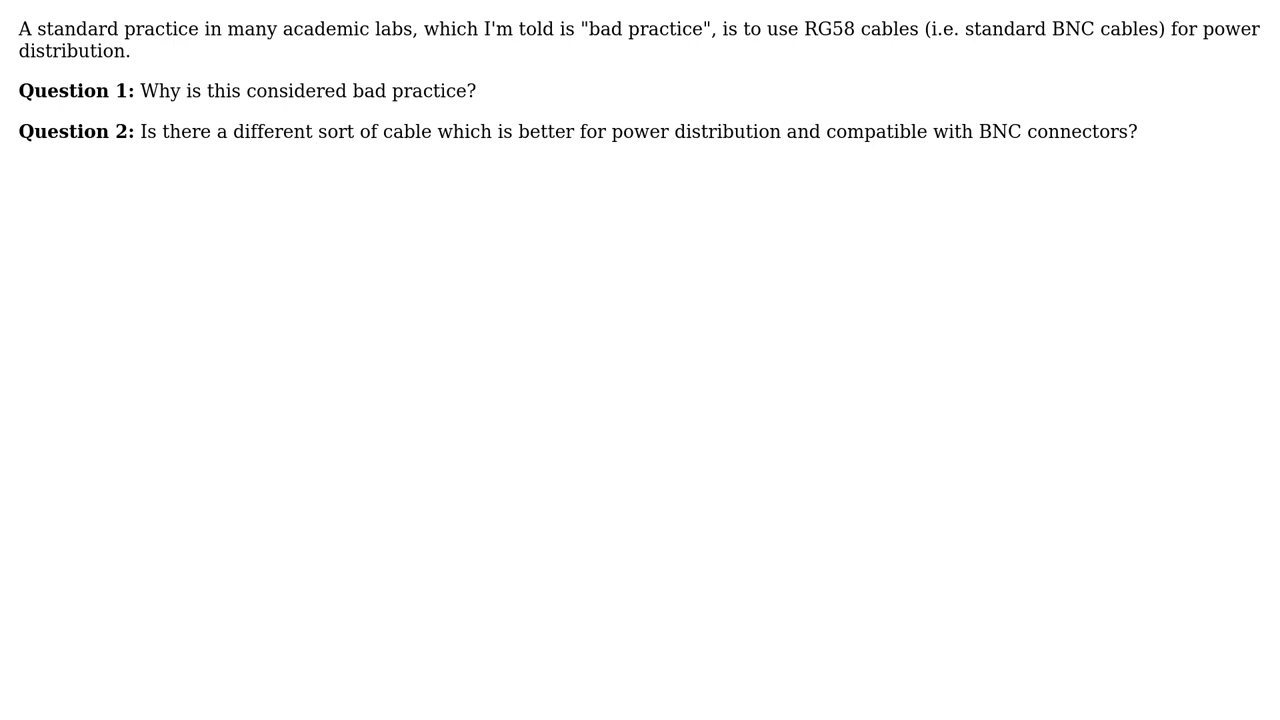 A standard practice in many academic labs, which I'm told is "bad practice", is to use RG58 cables (i.e. standard BNC cables) for power
distribution.
Question 1: Why is this considered bad practice?
Question 2: Is there a different sort of cable which is better for power distribution and compatible with BNC connectors?